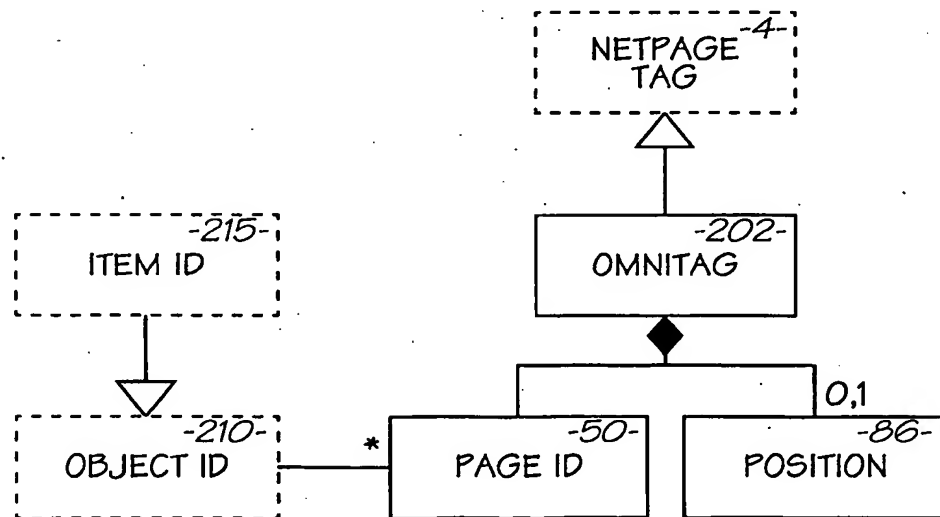 -4-
NETPAGE
TAG
-215-
ITEM ID
-202-
OMNITAG
0,1
-210-
OBJECT ID
*
-50-
PAGE ID
-86-
POSITION